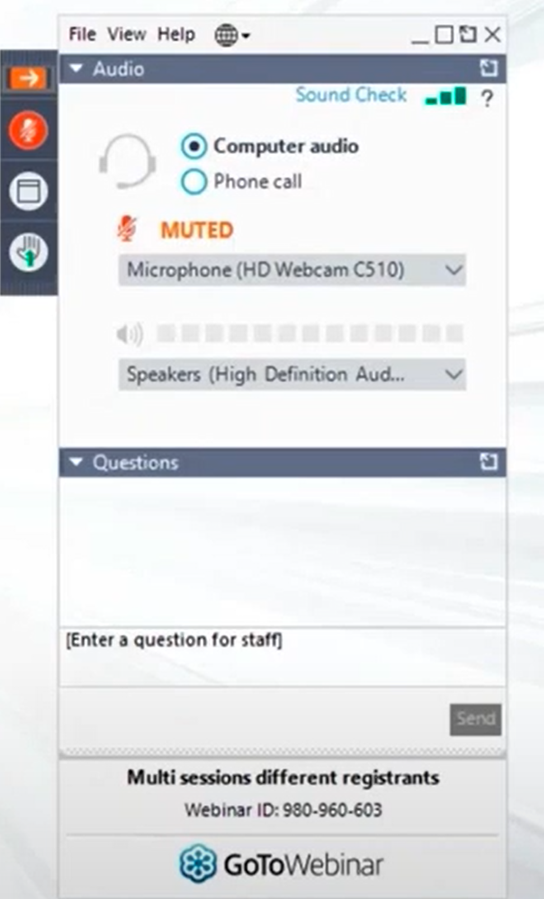 File View Help
Audio
Sound Check ?
Computer audio
Phone call
MUTED
Microphone (HD Webcam C510)
Speakers (High Definition Aud...
Questions
[Enter a question for staff]
Send
Multi sessions different registrants
Webinar ID: 980-960-603
GoToWebinar